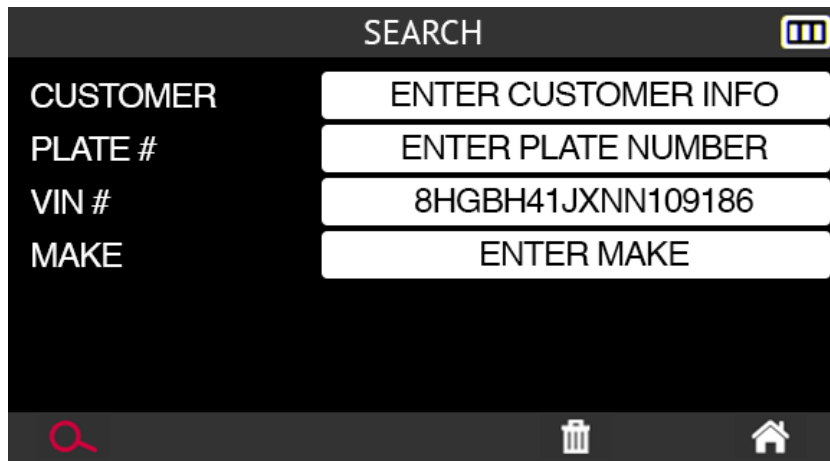 SEARCH
CUSTOMER ENTER CUSTOMER INFO
PLATE # ENTER PLATE NUMBER
VIN # 8HGBH41JXNN109186
MAKE ENTER MAKE